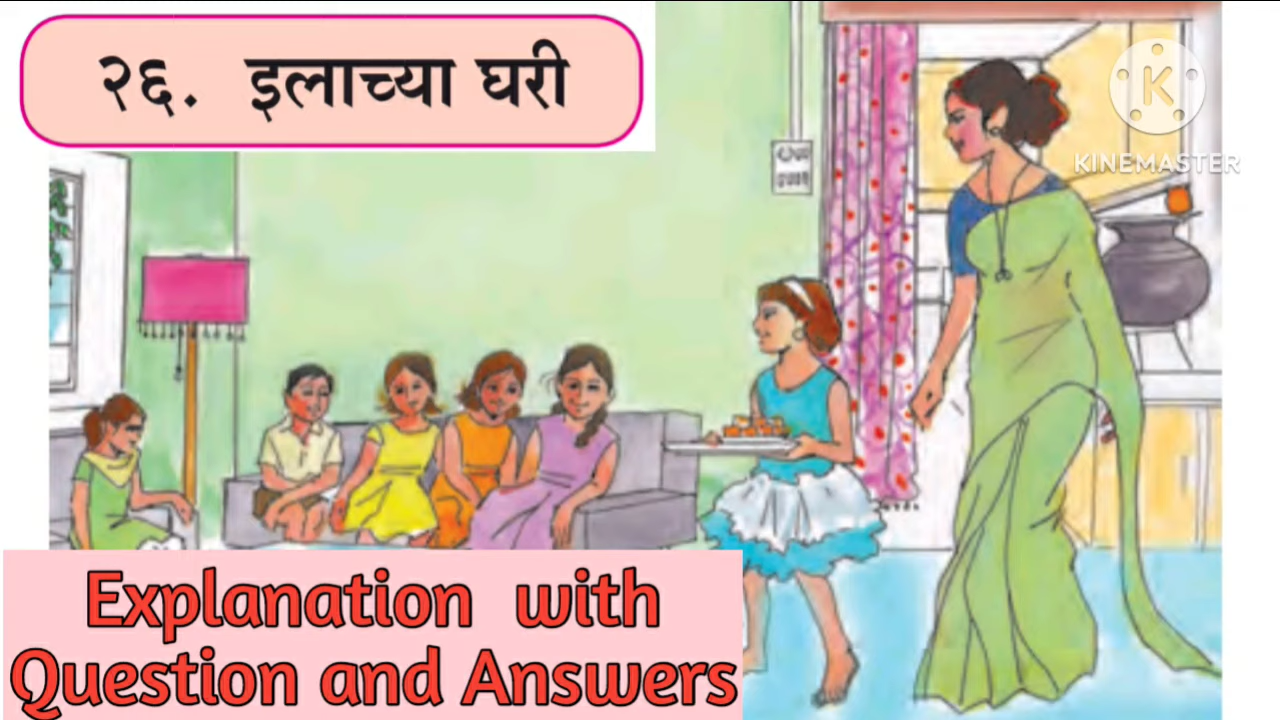 २६. इलाच्या घरी
K
KINEMASTER
Explanation with
Question and Answers